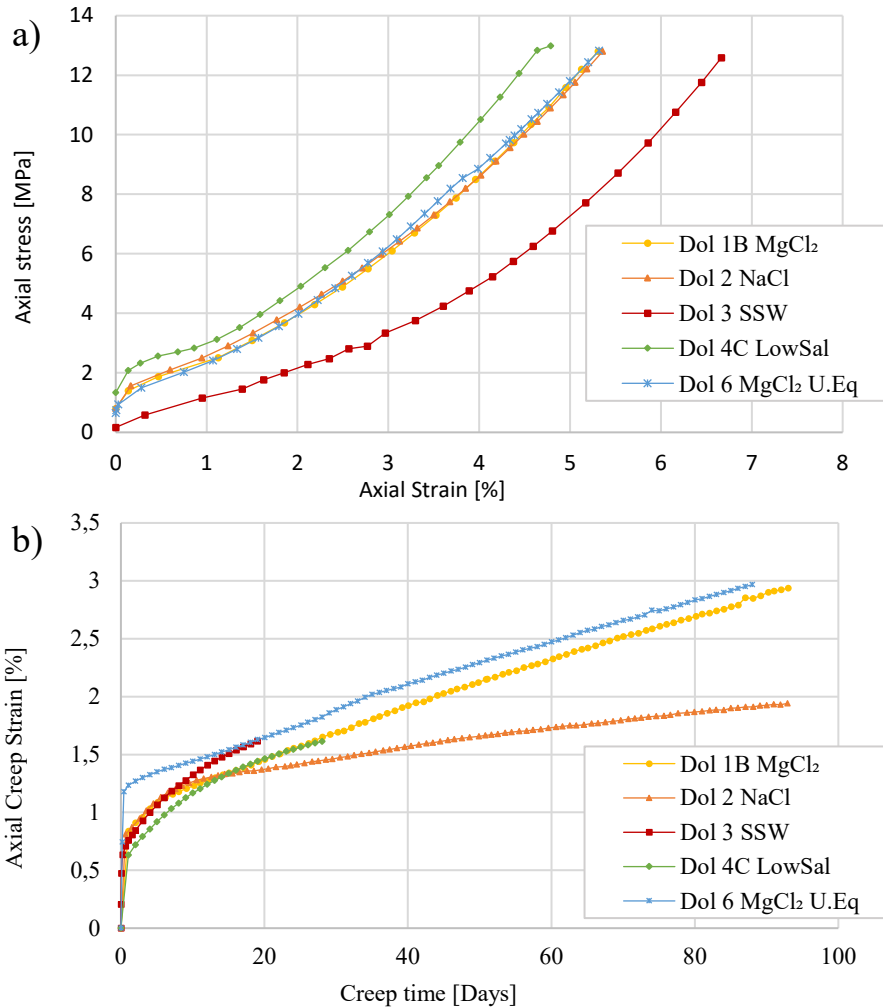 a)
Axial stress [MPa]
14
12
10
8
6
4
2
0
0 1 2 3 4 5 6 7 8
Axial Strain [%]
Dol 1B MgCl₂
Dol 2 NaCl
Dol 3 SSW
Dol 4C LowSal
Dol 6 MgCl₂ U.Eq
b)
Axial Creep Strain [%]
3,5
3
2,5
2
1,5
1
0,5
0
0 20 40 60 80 100
Creep time [Days]
Dol 1B MgCl₂
Dol 2 NaCl
Dol 3 SSW
Dol 4C LowSal
Dol 6 MgCl₂ U.Eq